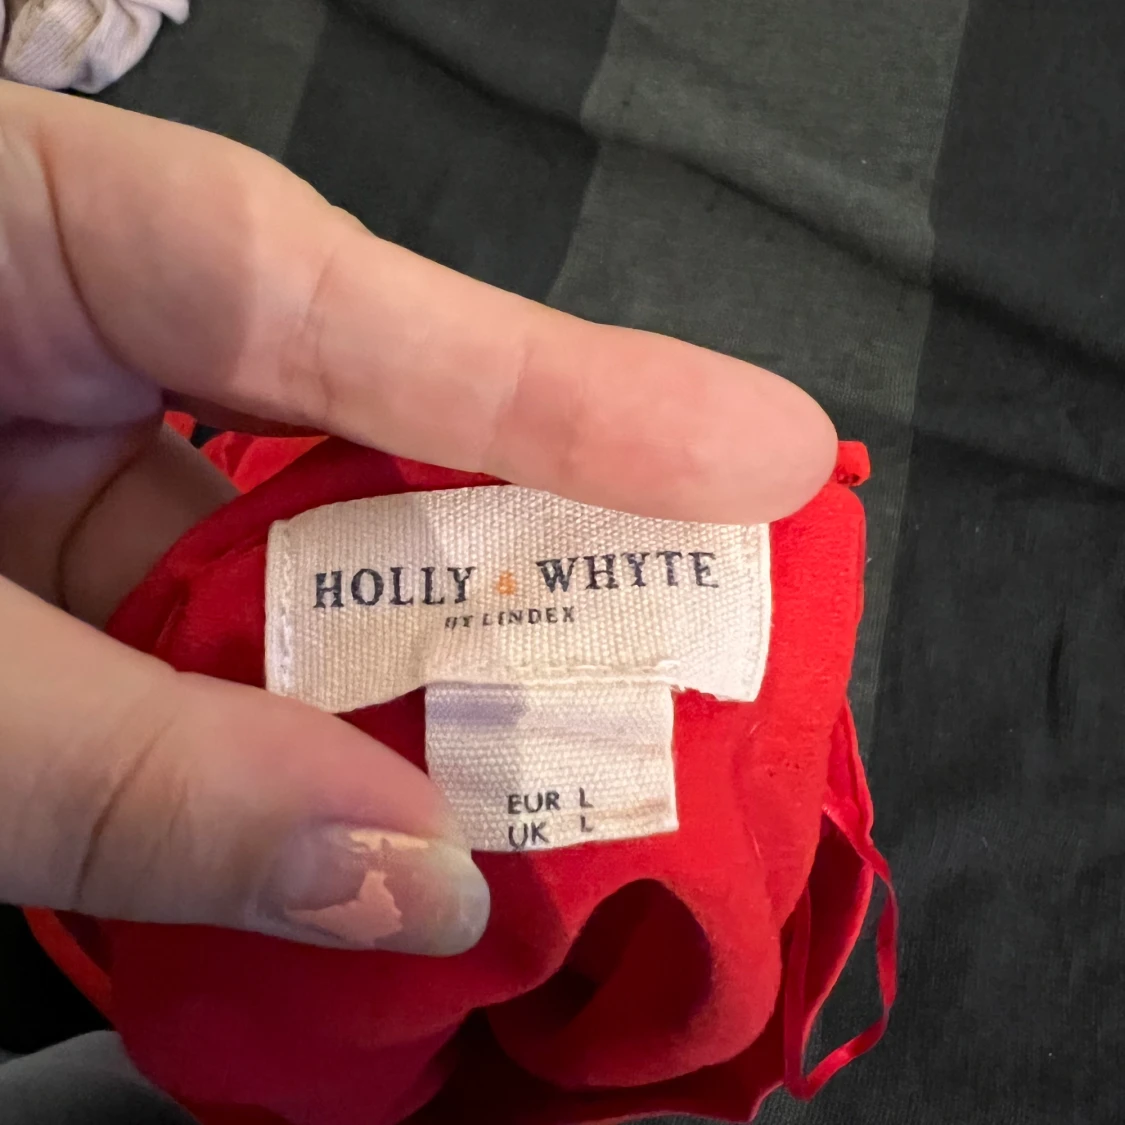 HOLLY & WHYTE
BY LINDEX
EUR L
UK L